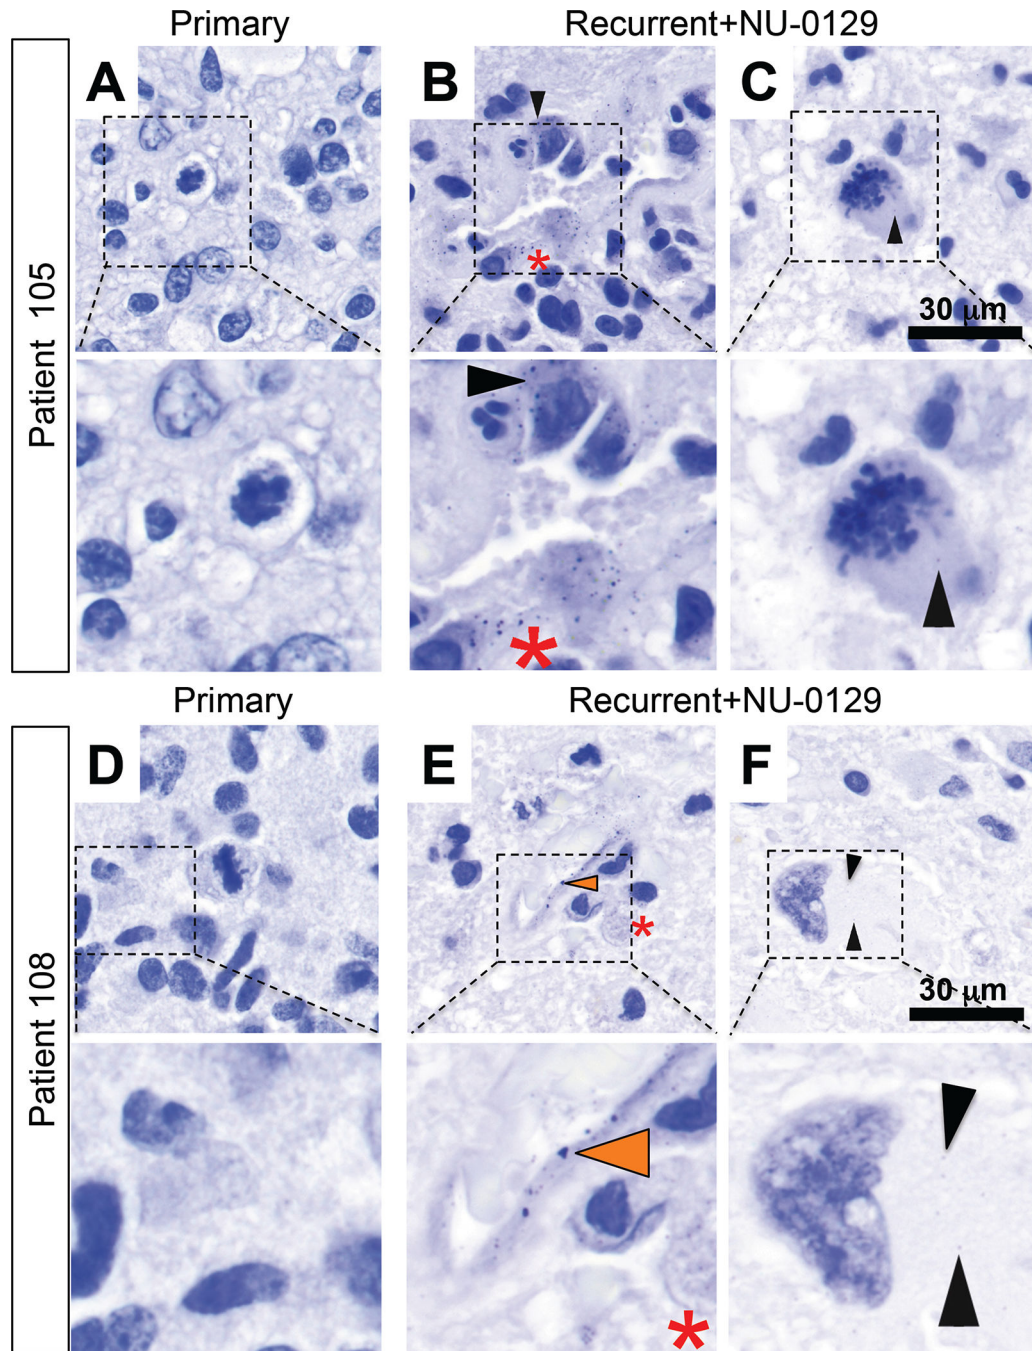 Primary
Recurrent+NU-0129
Patient 105
A
B
C
*
30 μm
*
Primary
Recurrent+NU-0129
Patient 108
D
E
F
*
30 μm
*